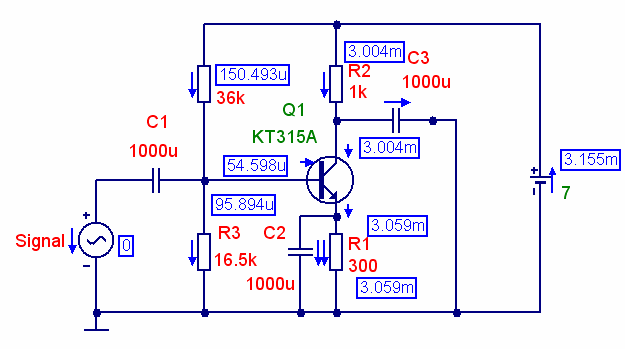 3.004m
C3
R2
1000u
1k
150.493u
36k
Q1
KT315A
C1
1000u
3.004m
3.155m
54.598u
7
95.894u
3.059m
Signal
0
R3
C2
R1
16.5k
300
1000u
3.059m
+
-
+
-